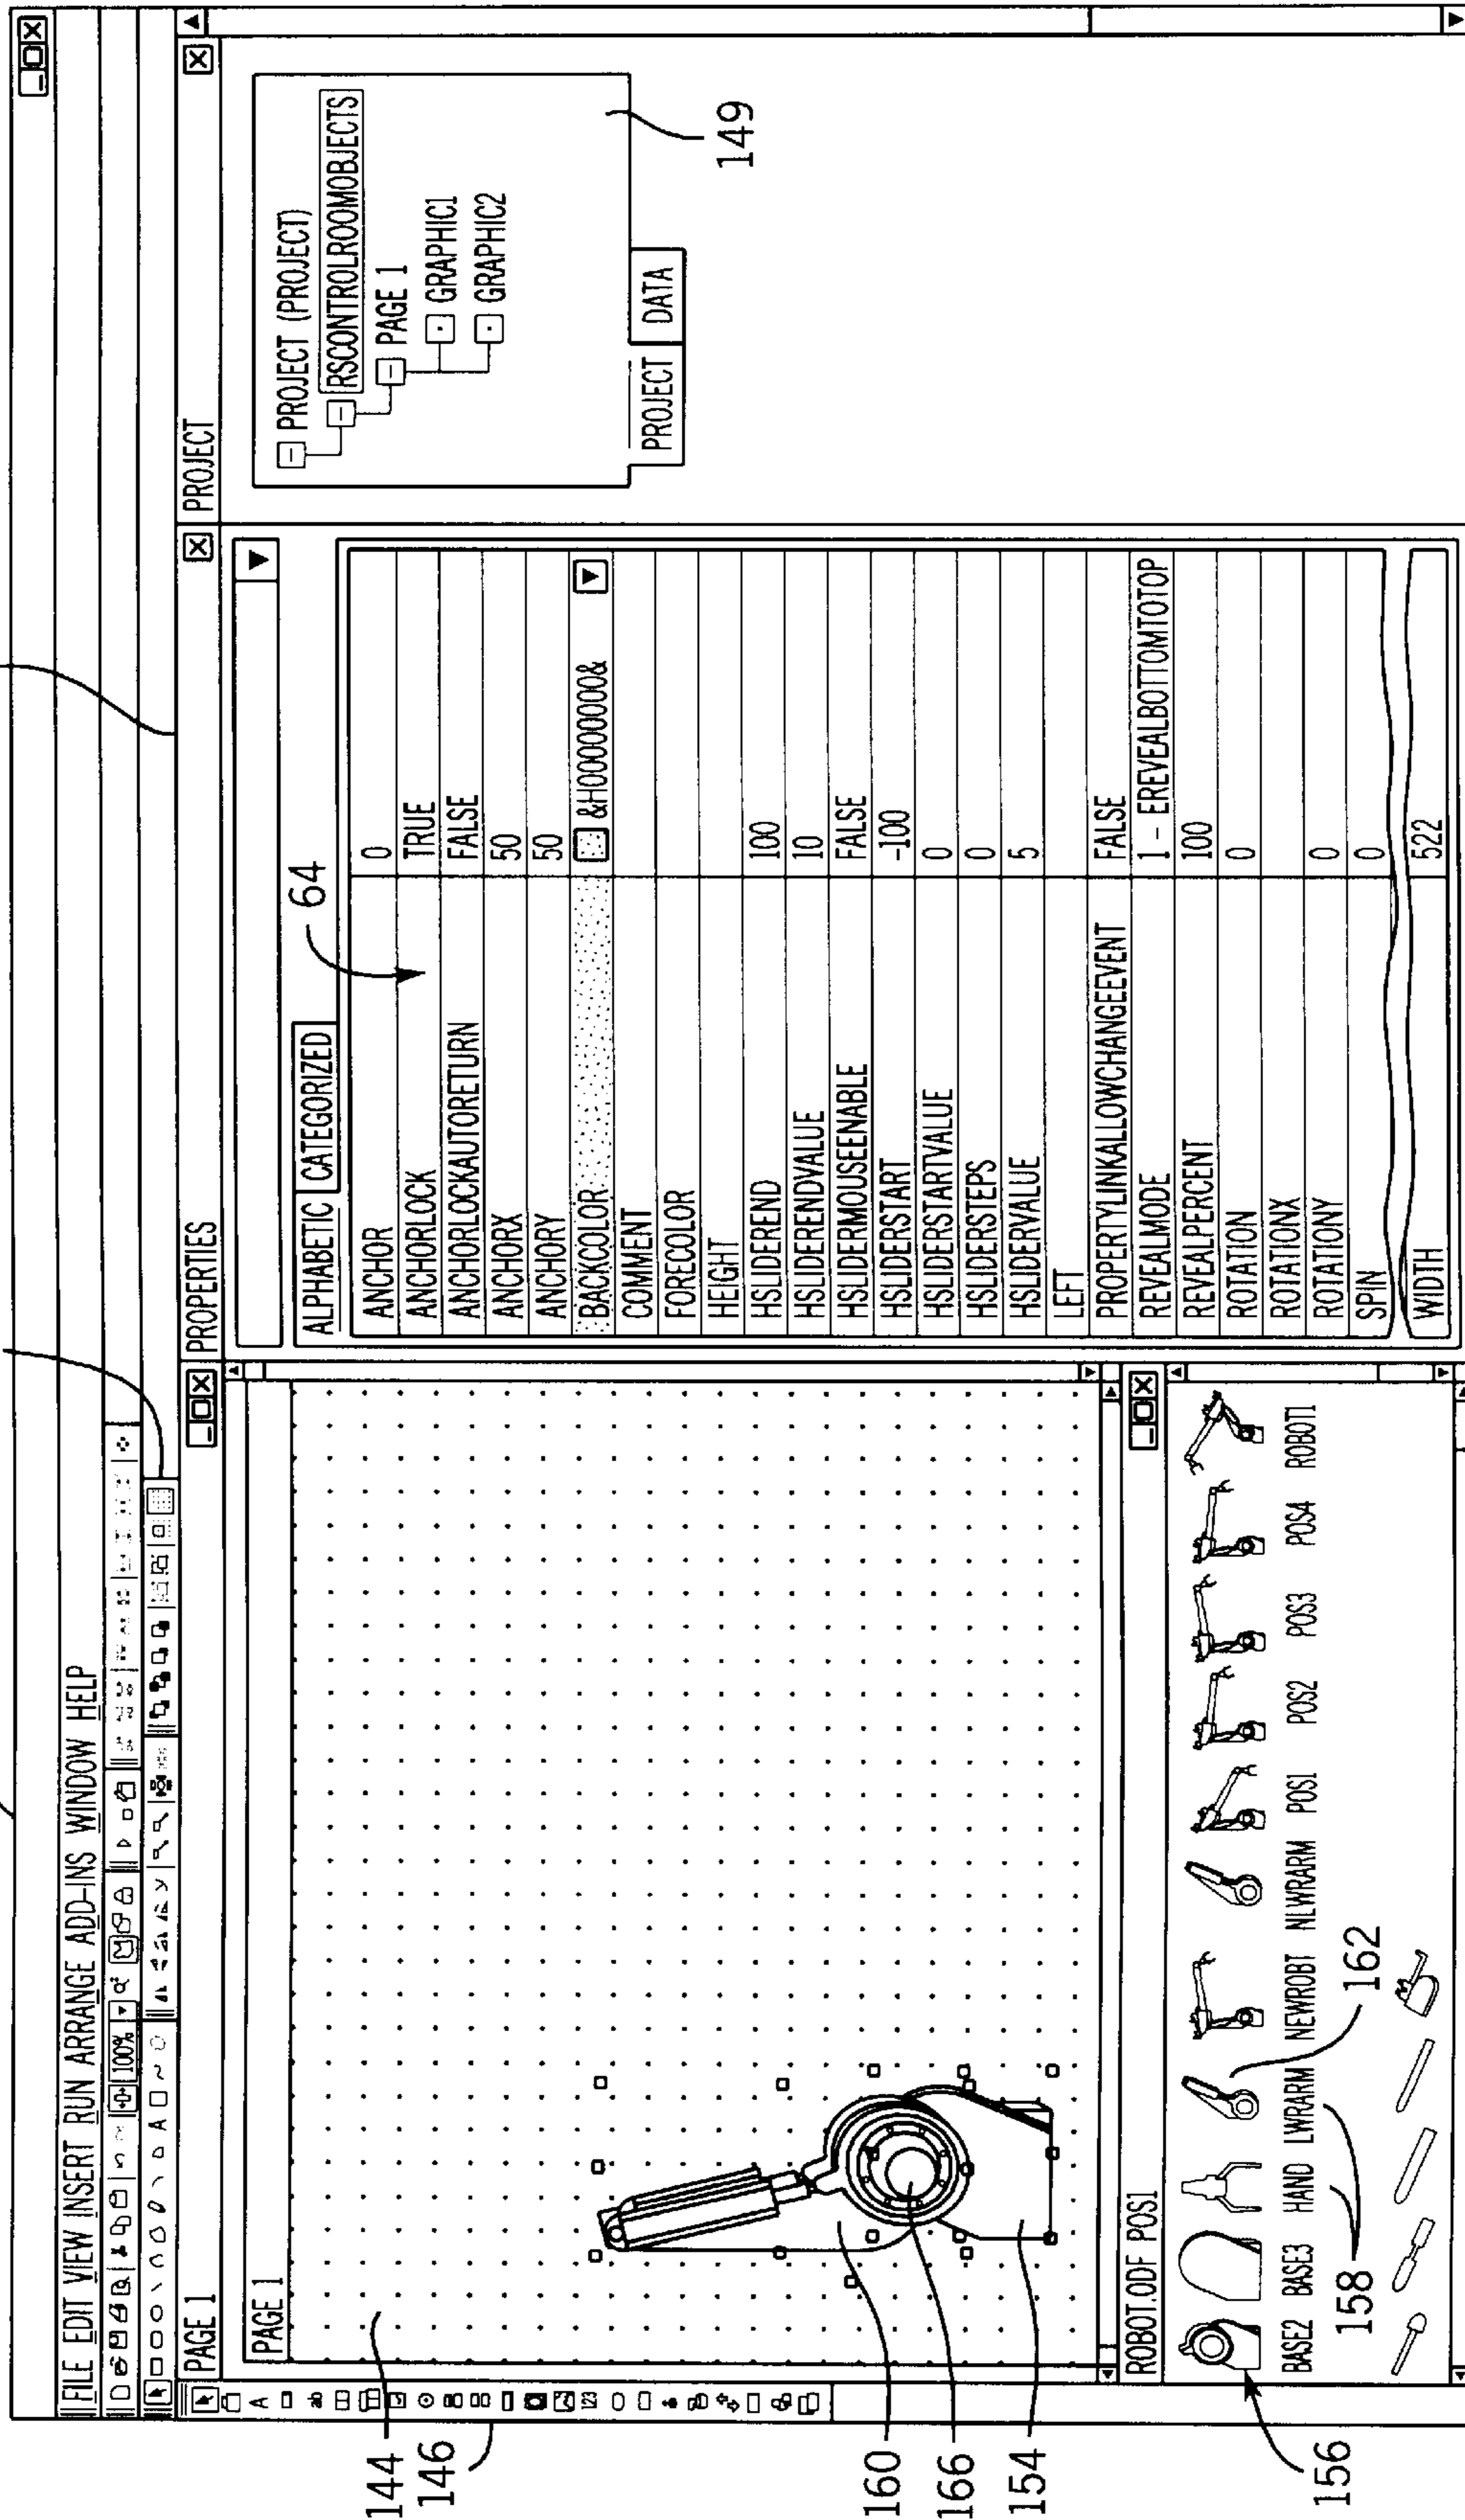 FILE EDIT VIEW INSERT RUN ARRANGE ADD-INS WINDOW HELP
100%
A
PAGE 1
PAGE 1
A
ab
123
144
146
160
166
154
156
ROBOT.ODF POS1
BASE2 BASE3 HAND LWRARM NEWROBT NLWRARM POS1 POS2 POS3 POS4 ROBOT1
158
162
PROPERTIES
ALPHABETIC CATEGORIZED
64
ANCHOR 0
ANCHORLOCK TRUE
ANCHORLOCKAUTORETURN FALSE
ANCHORX 50
ANCHORY 50
BACKCOLOR &H00000000&
COMMENT
FORECOLOR
HEIGHT
HSLIDEREND 100
HSLIDERENDVALUE 10
HSLIDERMOUSEENABLE FALSE
HSLIDERSTART -100
HSLIDERSTARTVALUE 0
HSLIDERSTEPS 0
HSLIDERVALUE 5
LEFT
PROPERTYLINKALLOWCHANGEEVENT FALSE
REVEALMODE 1 - EREVEALBOTTOMTOTOP
REVEALPERCENT 100
ROTATION 0
ROTATIONX
ROTATIONY 0
SPIN 0
WIDTH 522
PROJECT
PROJECT (PROJECT)
RSCONTROLROOMOBJECTS
PAGE 1
GRAPHIC1
GRAPHIC2
PROJECT DATA
149